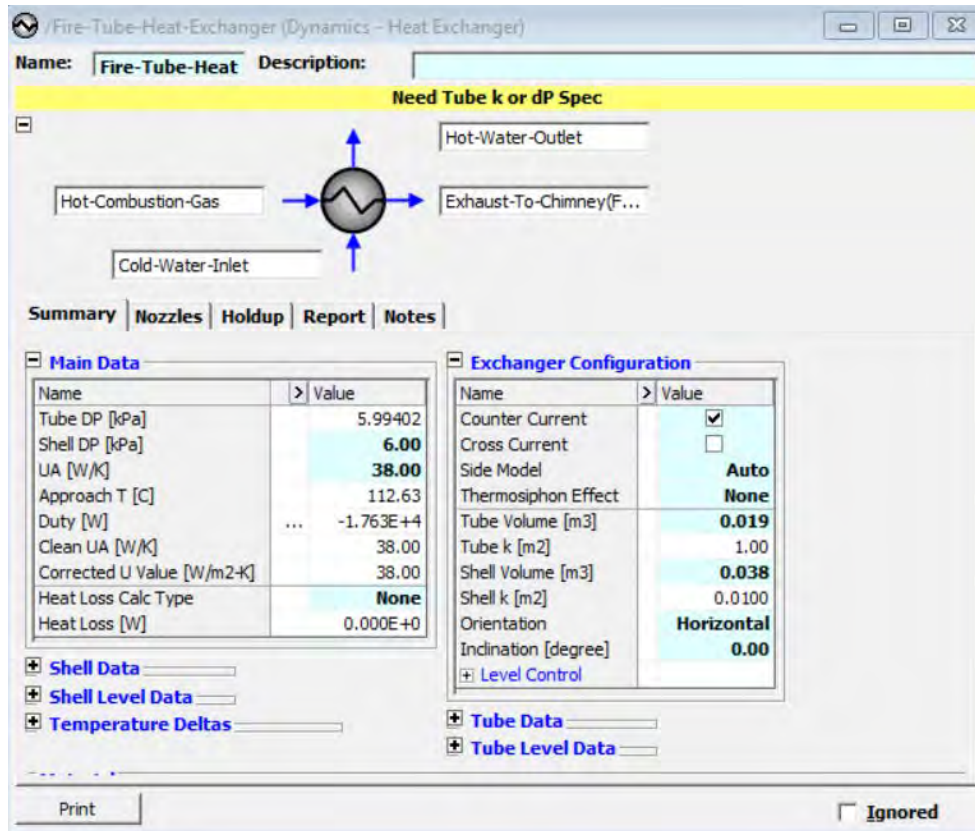 /Fire-Tube-Heat-Exchanger (Dynamics - Heat Exchanger)
Name: Fire-Tube-Heat Description:
Need Tube k or dP Spec
Hot-Water-Outlet
Hot-Combustion-Gas Exhaust-To-Chimney(F...
Cold-Water-Inlet
Summary Nozzles Holdup Report Notes
Main Data
Name > Value
Tube DP [kPa] 5.99402
Shell DP [kPa] 6.00
UA [W/K] 38.00
Approach T [C] 112.63
Duty [W] ... -1.763E+4
Clean UA [W/K] 38.00
Corrected U Value [W/m2-K] 38.00
Heat Loss Calc Type None
Heat Loss [W] 0.000E+0
Shell Data
Shell Level Data
Temperature Deltas
Exchanger Configuration
Name > Value
Counter Current
Cross Current
Side Model Auto
Thermosiphon Effect None
Tube Volume [m3] 0.019
Tube k [m2] 1.00
Shell Volume [m3] 0.038
Shell k [m2] 0.0100
Orientation Horizontal
Inclination [degree] 0.00
Level Control
Tube Data
Tube Level Data
Print Ignored